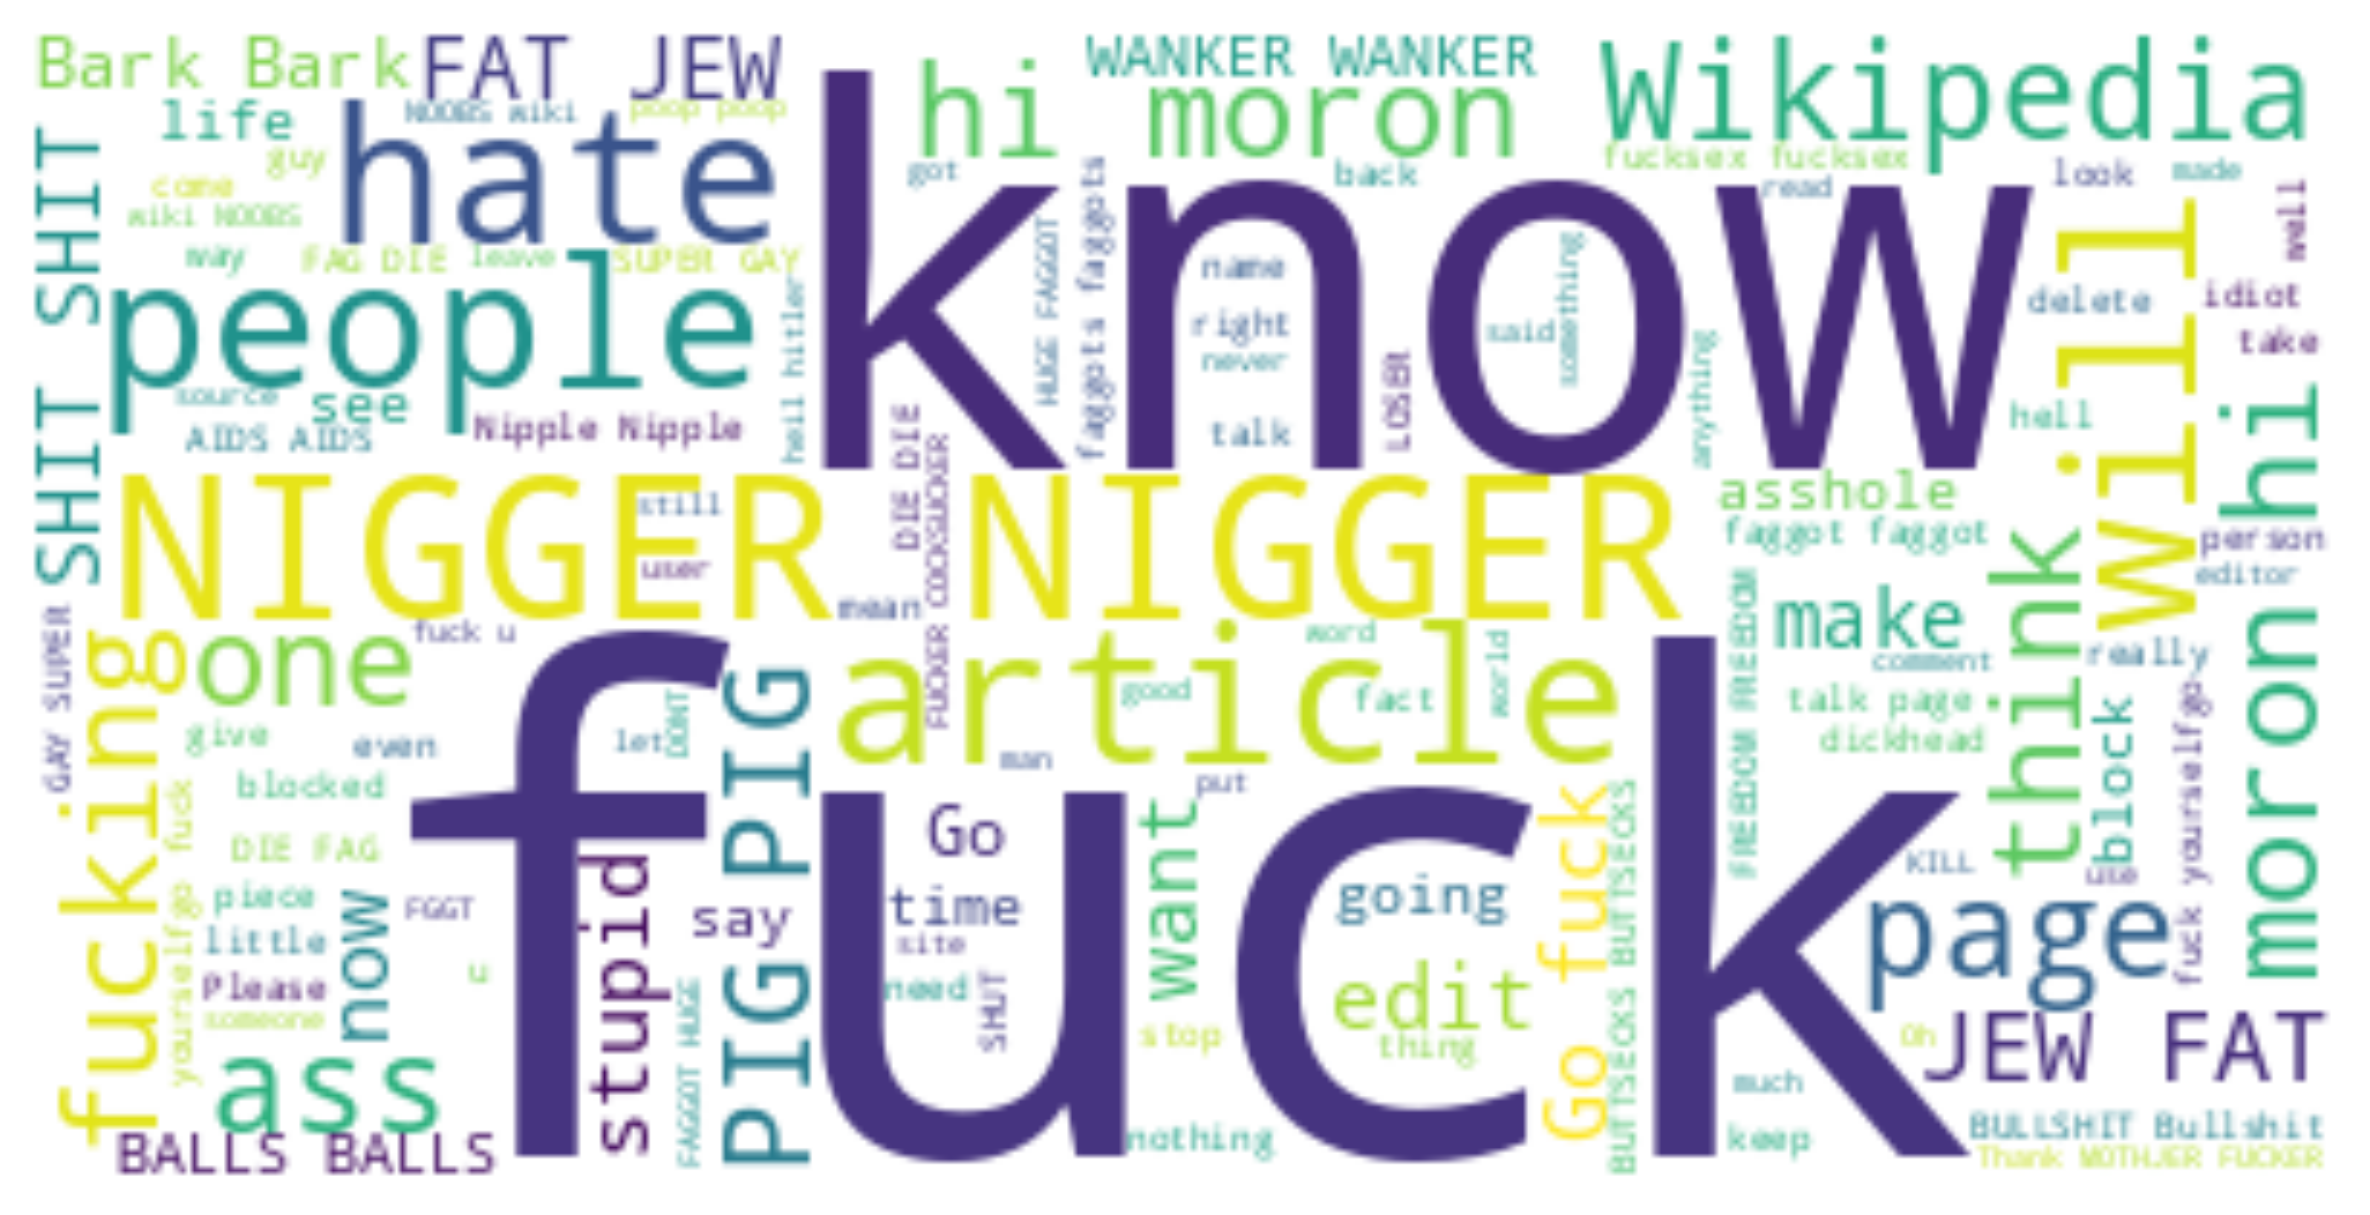 Bark Bark
FAT JEW
WANKER WANKER
Wikipedia
hi moron
life
NOOBS wiki
poop poop
hate
know
guy
come
wiki NOOBS
got
back
fucksex fucksex
read
look
made
well
SHIT SHIT
way
FAG DIE
leave
SUPER GAY
people
heil hitler
HUGE FAGGOT
faggots faggots
name
right
never
talk
LOSER
said
something
anything
will
delete
idiot
take
hell
source
see
AIDS AIDS
Nipple Nipple
DIE DIE
FUCKER COCKSUCKER
NIGGER NIGGER
still
user
mean
asshole
faggot faggot
think
hi moron
person
editor
GAY SUPER
fucking
one
fuck u
article
word
world
good
fact
FREEDOM FREEDOM
make
comment
really
talk page
dickhead
block
fuck yourselfgo
give
even
let
DONT
PIG PIG
man
put
fuck
blocked
yourselfgo fuck
DIE FAG
piece
little
Please
someone
now
FGGT
u
stupid
say
FAGGOT HUGE
Go
time
site
need
SHUT
want
stop
going
edit
thing
Go fuck
BUTTSECKS BUTTSECKS
KILL
use
page
Oh
JEW FAT
ass
BALLS BALLS
nothing
much
keep
BULLSHIT Bullshit
Thank MOTHJER FUCKER